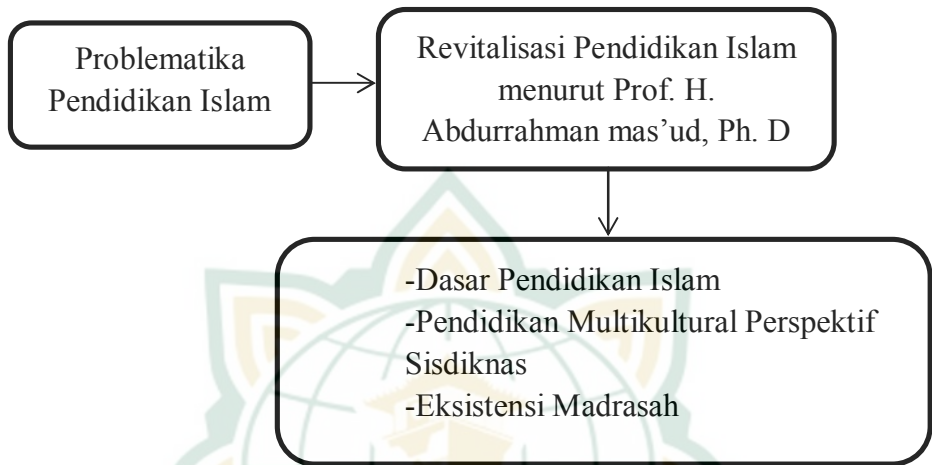 Problematika
Pendidikan Islam
Revitalisasi Pendidikan Islam
menurut Prof. H.
Abdurrahman mas’ud, Ph. D
-Dasar Pendidikan Islam
-Pendidikan Multikultural Perspektif
Sisdiknas
-Eksistensi Madrasah